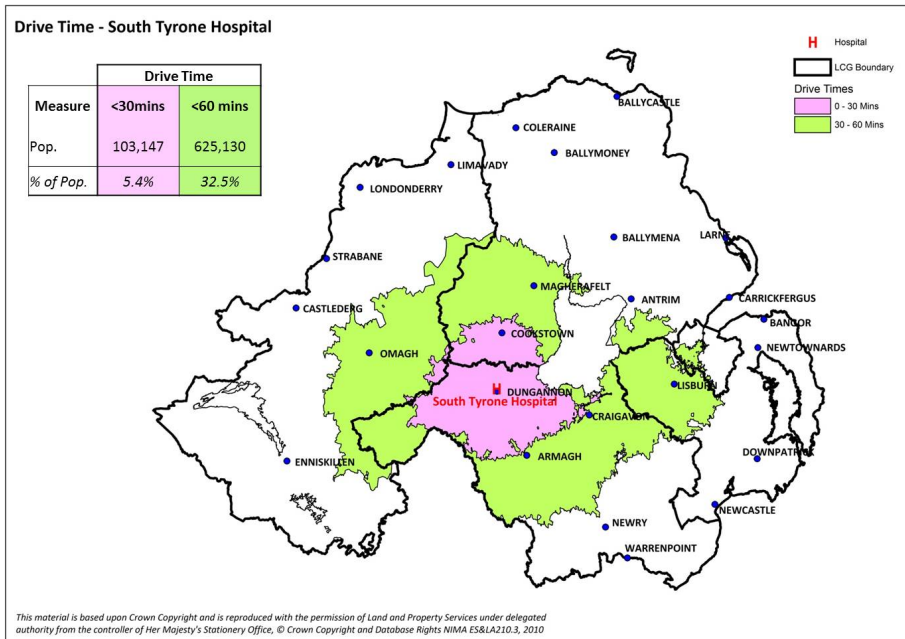 Drive Time - South Tyrone Hospital
Drive Time
Measure <30mins <60 mins
Pop. 103,147 625,130
% of Pop. 5.4% 32.5%
H Hospital
LCG Boundary
Drive Times
0 - 30 Mins
30 - 60 Mins
BALLYCASTLE
COLERAINE
BALLYMONEY
LIMAVADY
LONDONDERRY
BALLYMENA
LARNE
STRABANE
MAGHERAFELT
ANTRIM
CARRICKFERGUS
CASTLEDERG
BANGOR
COOKSTOWN
NEWTOWNARDS
OMAGH
LISBURN
H
DUNGANNON
South Tyrone Hospital
CRAIGAVON
DOWNPATRICK
ARMAGH
ENNISKILLEN
NEWCASTLE
NEWRY
WARRENPOINT
This material is based upon Crown Copyright and is reproduced with the permission of Land and Property Services under delegated
authority from the controller of Her Majesty's Stationery Office, © Crown Copyright and Database Rights NIMA ES&LA210.3, 2010